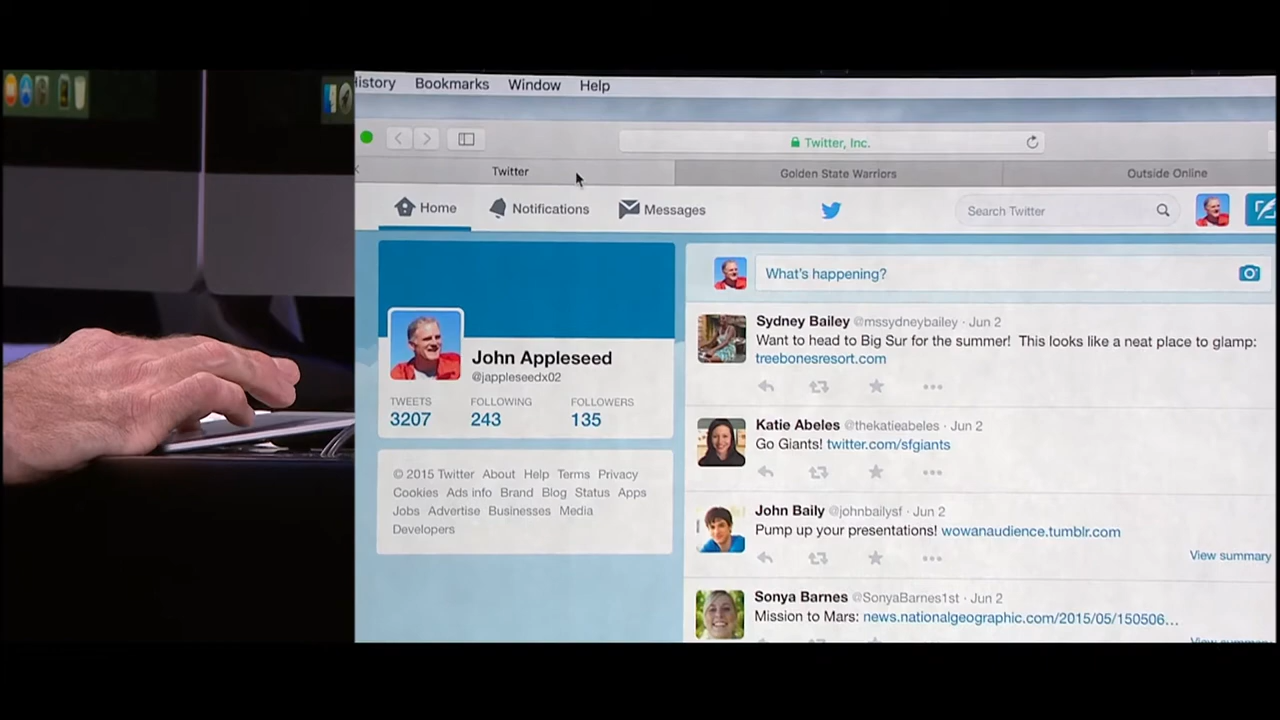 History Bookmarks Window Help
Twitter, Inc.
Twitter Golden State Warriors Outside Online
Home Notifications Messages Search Twitter
What's happening?
John Appleseed
@jappleseedx02
TWEETS FOLLOWING FOLLOWERS
3207 243 135
© 2015 Twitter About Help Terms Privacy
Cookies Ads info Brand Blog Status Apps
Jobs Advertise Businesses Media
Developers
Sydney Bailey @mssydneybailey · Jun 2
Want to head to Big Sur for the summer! This looks like a neat place to glamp:
treebonesresort.com
Katie Abeles @thekatieabeles · Jun 2
Go Giants! twitter.com/sfgiants
John Baily @johnbailysf · Jun 2
Pump up your presentations! wowanaudience.tumblr.com
View summary
Sonya Barnes @SonyaBarnes1st · Jun 2
Mission to Mars: news.nationalgeographic.com/2015/05/150506...
View summary